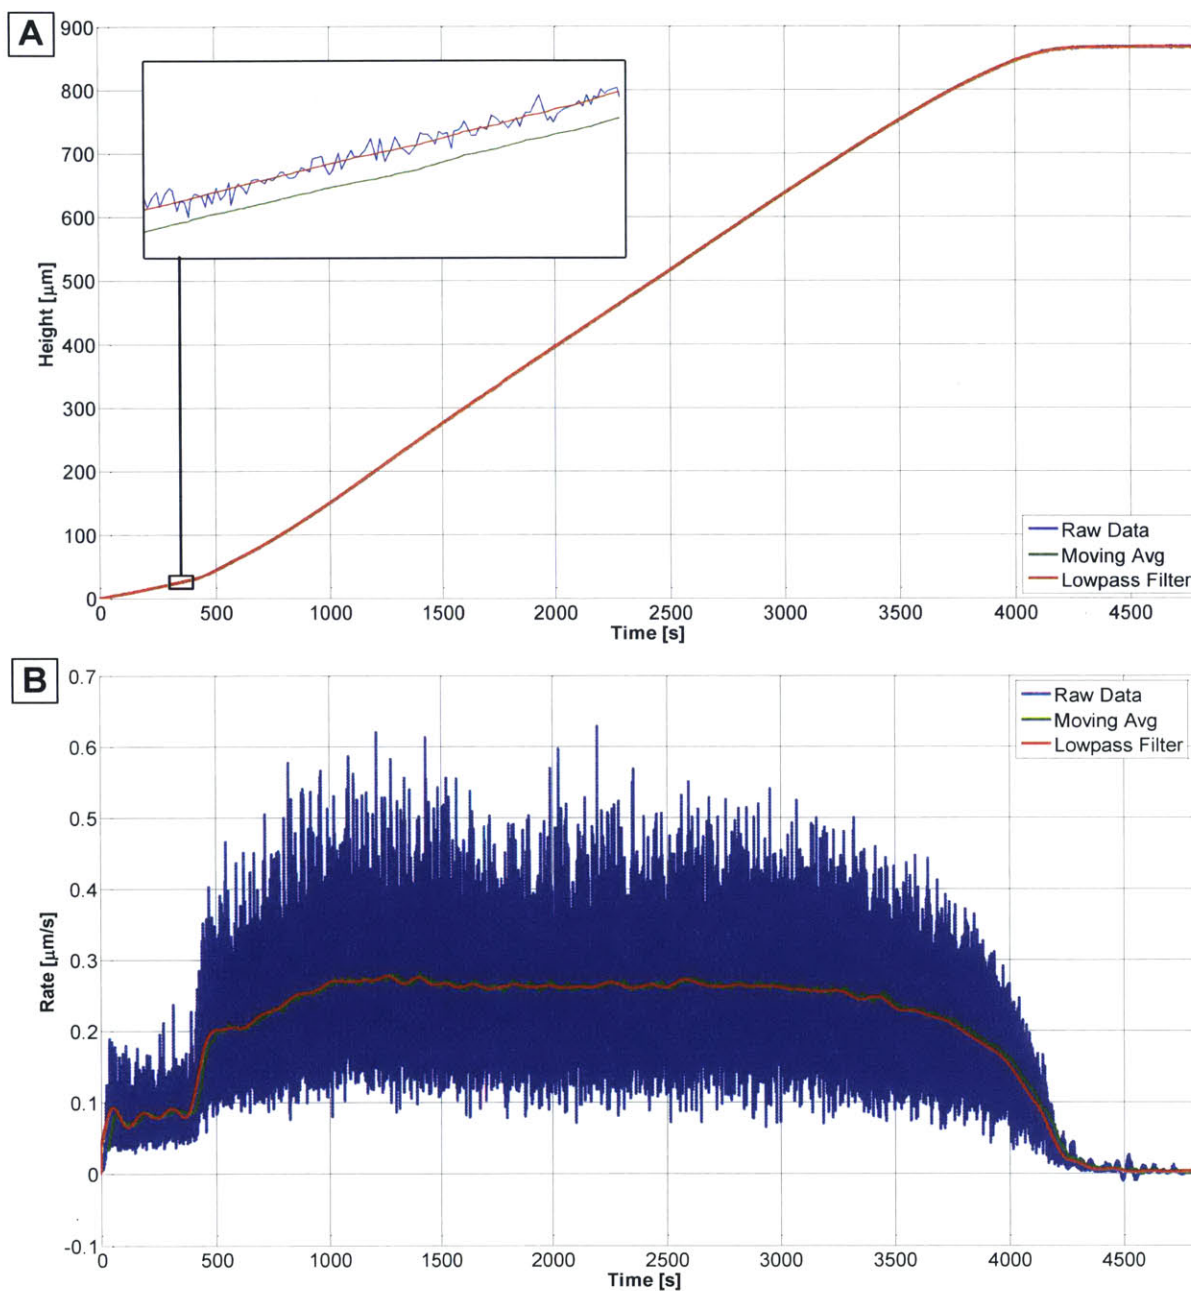 A
900
800
700
600
500
400
300
200
100
0
Height [μm]
0 500 1000 1500 2000 2500 3000 3500 4000 4500
Time [s]
Raw Data
Moving Avg
Lowpass Filter
B
0.7
0.6
0.5
0.4
0.3
0.2
0.1
0
-0.1
Rate [μm/s]
0 500 1000 1500 2000 2500 3000 3500 4000 4500
Time [s]
Raw Data
Moving Avg
Lowpass Filter